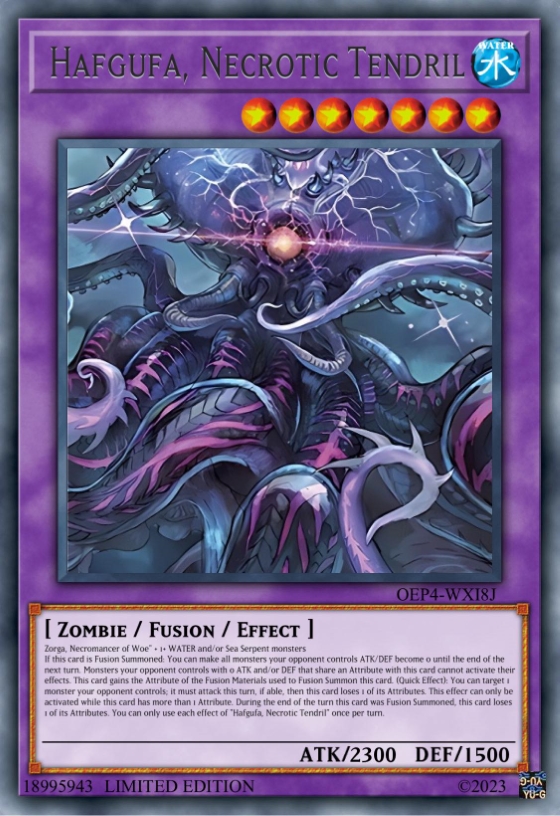 HAFGUFA, NECROTIC TENDRIL
WATER
水
OEP4-WXI8J
[ ZOMBIE / FUSION / EFFECT ]
Zorga, Necromancer of Woe" + 1+ WATER and/or Sea Serpent monsters
If this card is Fusion Summoned: You can make all monsters your opponent controls ATK/DEF become 0 until the end of the
next turn. Monsters your opponent controls with 0 ATK and/or DEF that share an Attribute with this card cannot activate their
effects. This card gains the Attribute of the Fusion Materials used to Fusion Summon this card. (Quick Effect): You can target 1
monster your opponent controls; it must attack this turn, if able, then this card loses 1 of its Attributes. This effect can only be
activated while this card has more than 1 Attribute. During the end of the turn this card was Fusion Summoned, this card loses
1 of its Attributes. You can only use each effect of "Hafgufa, Necrotic Tendril" once per turn.
ATK/2300 DEF/1500
18995943 LIMITED EDITION ©2023